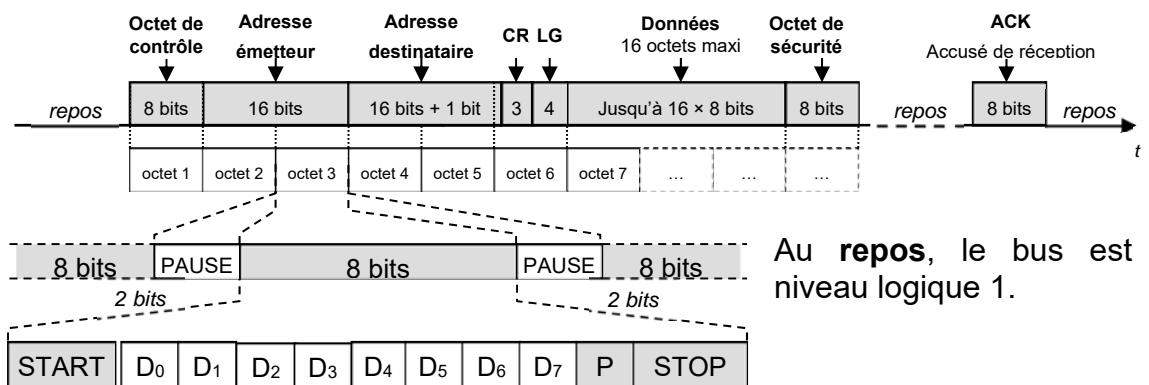 Octet de contrôle
Adresse émetteur
Adresse destinataire
CR LG
Données
16 octets maxi
Octet de sécurité
ACK
Accusé de réception
repos 8 bits 16 bits 16 bits + 1 bit 3 4 Jusqu'à 16 × 8 bits 8 bits repos 8 bits repos
t
octet 1 octet 2 octet 3 octet 4 octet 5 octet 6 octet 7 ... ... ...
8 bits PAUSE 8 bits PAUSE 8 bits
2 bits 2 bits
Au repos, le bus est
niveau logique 1.
START D0 D1 D2 D3 D4 D5 D6 D7 P STOP